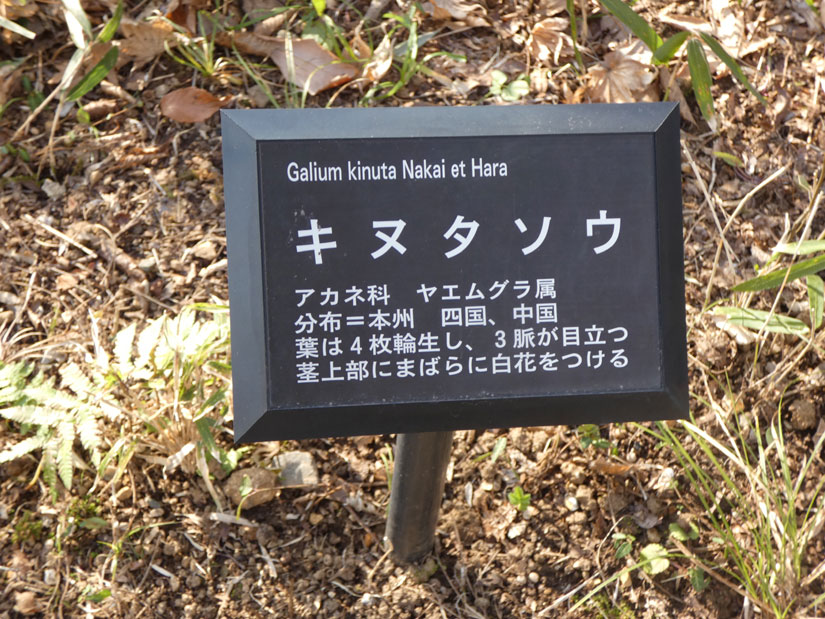 Galium kinuta Nakai et Hara
キヌタソウ
アカネ科　ヤエムグラ属
分布＝本州　四国、中国
葉は４枚輪生し、３脈が目立つ
茎上部にまばらに白花をつける